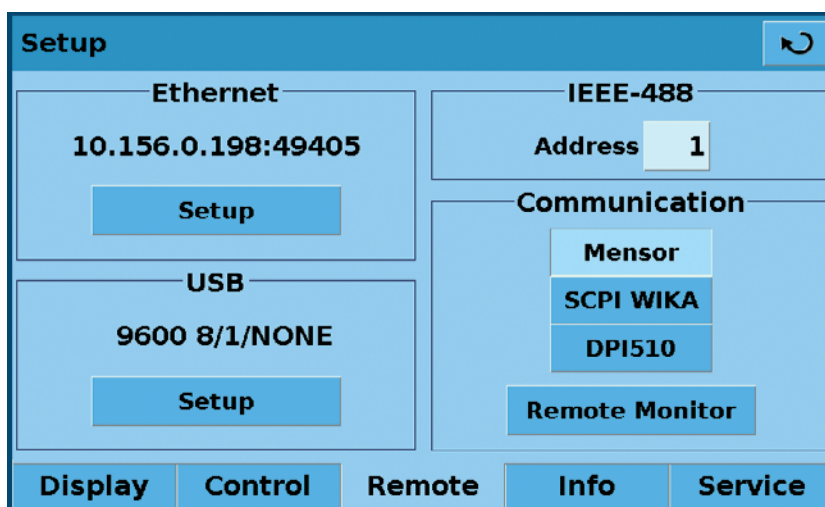 Setup
Ethernet
10.156.0.198:49405
Setup
USB
9600 8/1/NONE
Setup
IEEE-488
Address 1
Communication
Mensor
SCPI WIKA
DPI510
Remote Monitor
Display Control Remote Info Service